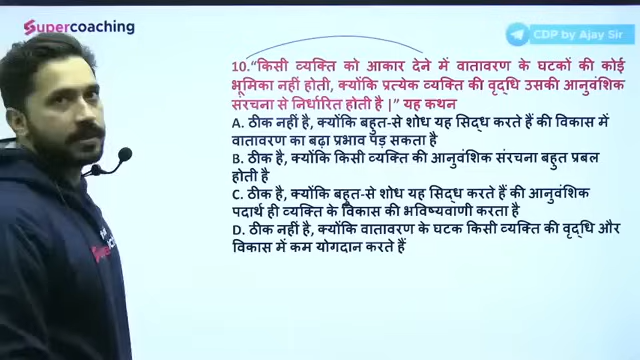 Supercoaching
CDP by Ajay Sir
10.“किसी व्यक्ति को आकार देने में वातावरण के घटकों की कोई
भूमिका नहीं होती, क्योंकि प्रत्येक व्यक्ति की वृद्धि उसकी आनुवंशिक
संरचना से निर्धारित होती है |” यह कथन
A. ठीक नहीं है, क्योंकि बहुत-से शोध यह सिद्ध करते हैं की विकास में
वातावरण का बढ़ा प्रभाव पड़ सकता है
B. ठीक है, क्योंकि किसी व्यक्ति की आनुवंशिक संरचना बहुत प्रबल
होती है
C. ठीक है, क्योंकि बहुत-से शोध यह सिद्ध करते हैं की आनुवंशिक
पदार्थ ही व्यक्ति के विकास की भविष्यवाणी करता है
D. ठीक नहीं है, क्योंकि वातावरण के घटक किसी व्यक्ति की वृद्धि और
विकास में कम योगदान करते हैं